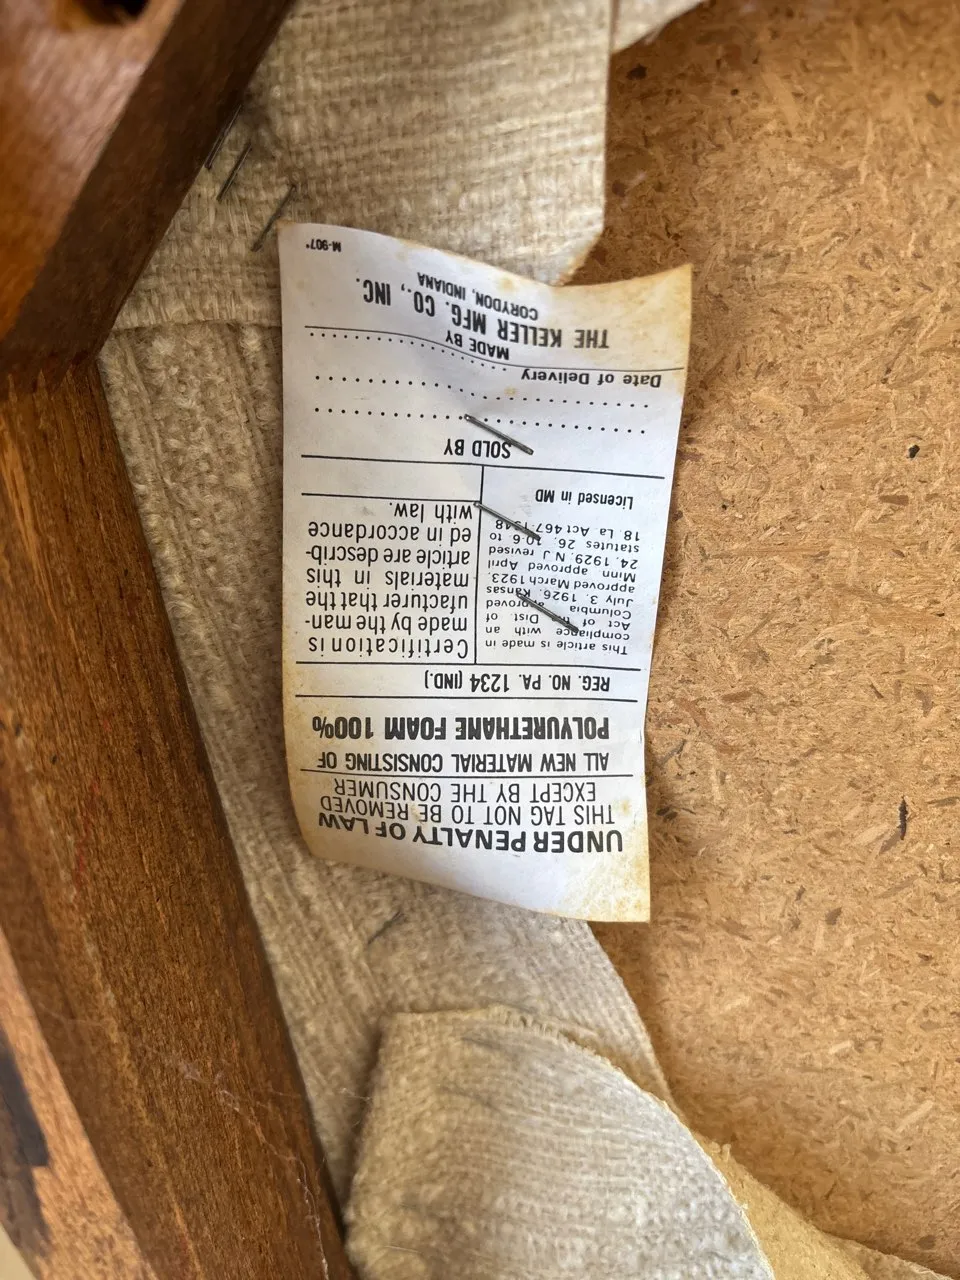 UNDER PENALTY OF LAW
THIS TAG NOT TO BE REMOVED
EXCEPT BY THE CONSUMER
ALL NEW MATERIAL CONSISTING OF
POLYURETHANE FOAM 100%
REG. NO. PA. 1234 (IND.)
This article is made in
compliance with an
Act of Dist of
Columbia approved
July 3, 1926. Kansas
approved March 1923.
Minn approved April
24, 1929. N J revised
statutes 26, 10-6 to
18. La. Act 467:1948
Licensed in MD
Certification is
made by the man-
ufacturer that the
materials in this
article are describ-
ed in accordance
with law.
SOLD BY
Date of Delivery
MADE BY
THE KELLER MFG. CO., INC.
CORYDON, INDIANA
M-907"